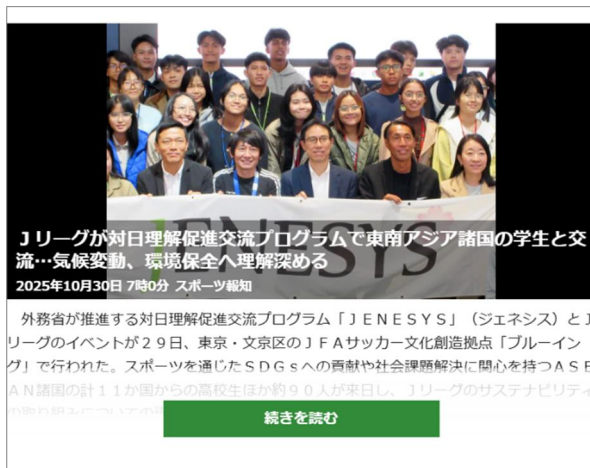 JENESYS
Jリーグが対日理解促進交流プログラムで東南アジア諸国の学生と交
流…気候変動、環境保全へ理解深める
2025年10月30日 7時0分 スポーツ報知
外務省が推進する対日理解促進交流プログラム「ＪＥＮＥＳＹＳ」（ジェネシス）とＪ
リーグのイベントが２９日、東京・文京区のＪＦＡサッカー文化創造拠点「ブルーイン
グ」で行われた。スポーツを通じたＳＤＧｓへの貢献や社会課題解決に関心を持つＡＳＥ
ＡＮ諸国の計１１か国からの高校生ほか約９０人が来日し、Ｊリーグのサステナビリティ
の取り組みについての
続きを読む